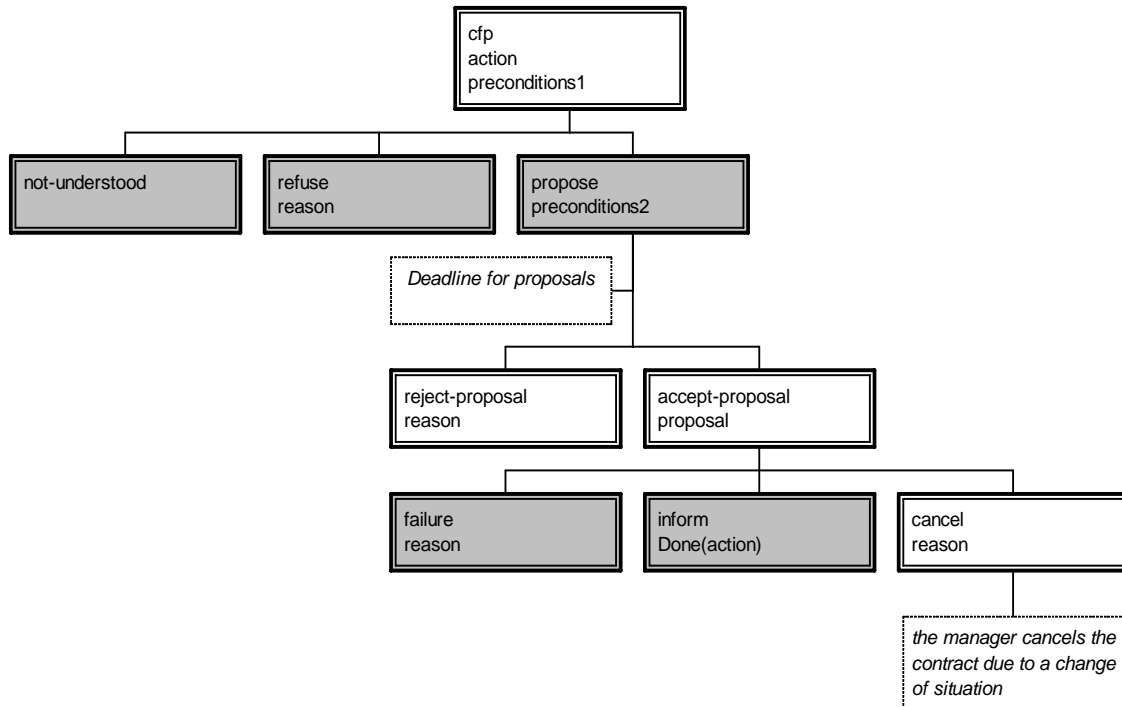 cfp
action
preconditions1
not-understood
refuse
reason
propose
preconditions2
Deadline for proposals
reject-proposal
reason
accept-proposal
proposal
failure
reason
inform
Done(action)
cancel
reason
the manager cancels the
contract due to a change
of situation